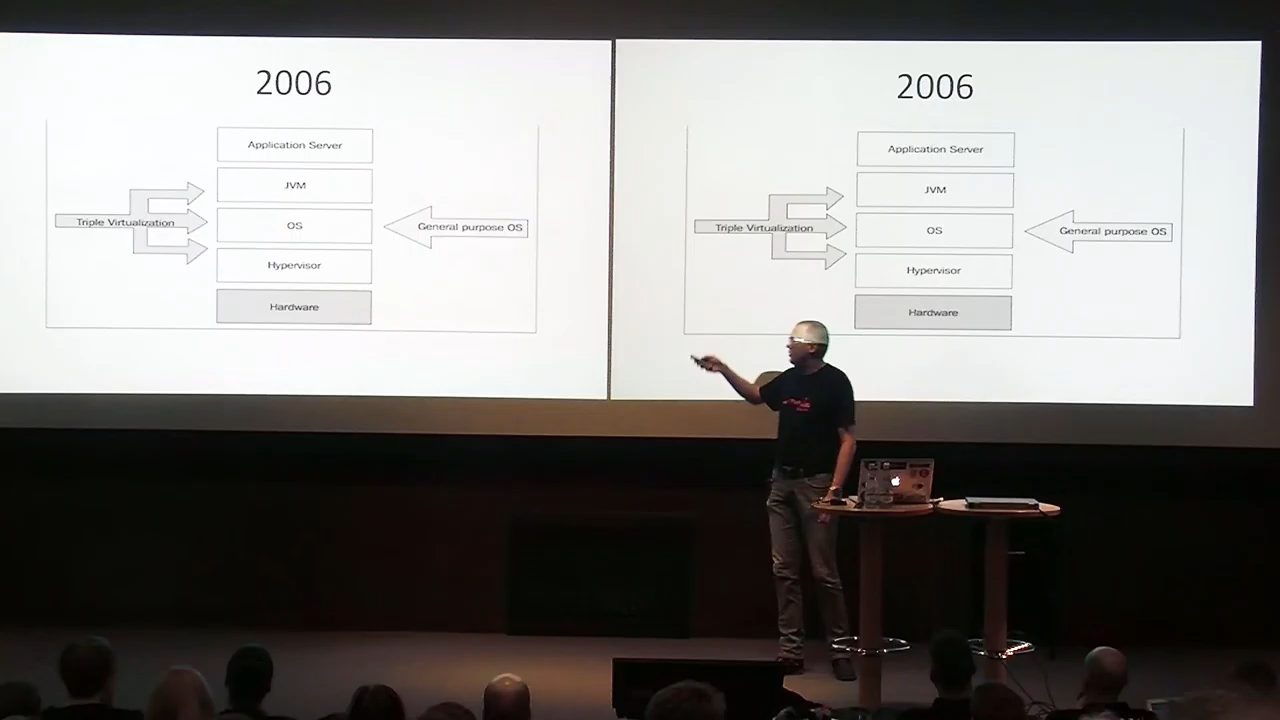 2006
Application Server
JVM
Triple Virtualization
OS
General purpose OS
Hypervisor
Hardware
2006
Application Server
JVM
Triple Virtualization
OS
General purpose OS
Hypervisor
Hardware